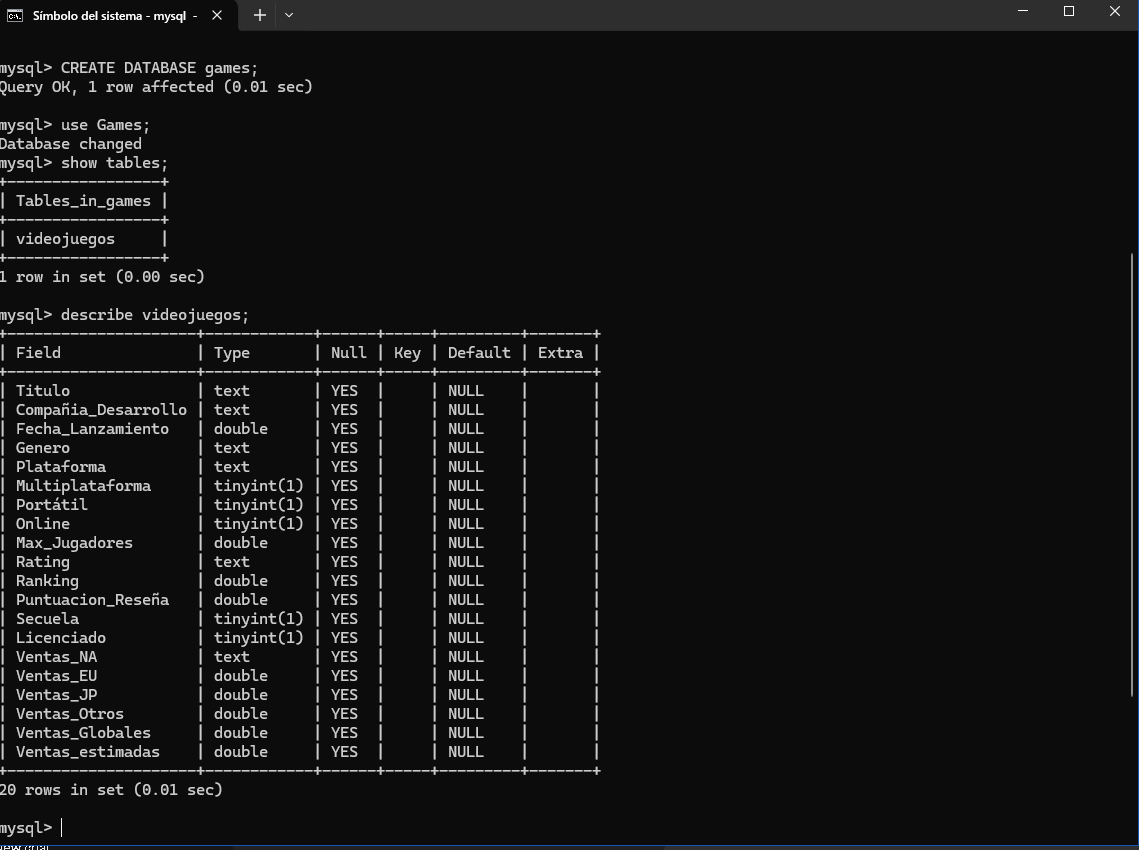 Símbolo del sistema - mysql -
mysql> CREATE DATABASE games;
Query OK, 1 row affected (0.01 sec)
mysql> use Games;
Database changed
mysql> show tables;
+-----------------+
| Tables_in_games |
+-----------------+
| videojuegos     |
+-----------------+
1 row in set (0.00 sec)
mysql> describe videojuegos;
+---------------------+------------+------+-----+---------+-------+
| Field               | Type       | Null | Key | Default | Extra |
+---------------------+------------+------+-----+---------+-------+
| Titulo              | text       | YES  |     | NULL    |       |
| Compañia_Desarrollo | text       | YES  |     | NULL    |       |
| Fecha_Lanzamiento   | double     | YES  |     | NULL    |       |
| Genero              | text       | YES  |     | NULL    |       |
| Plataforma          | text       | YES  |     | NULL    |       |
| Multiplataforma     | tinyint(1) | YES  |     | NULL    |       |
| Portátil            | tinyint(1) | YES  |     | NULL    |       |
| Online              | tinyint(1) | YES  |     | NULL    |       |
| Max_Jugadores       | double     | YES  |     | NULL    |       |
| Rating              | text       | YES  |     | NULL    |       |
| Ranking             | double     | YES  |     | NULL    |       |
| Puntuacion_Reseña   | double     | YES  |     | NULL    |       |
| Secuela             | tinyint(1) | YES  |     | NULL    |       |
| Licenciado          | tinyint(1) | YES  |     | NULL    |       |
| Ventas_NA           | text       | YES  |     | NULL    |       |
| Ventas_EU           | double     | YES  |     | NULL    |       |
| Ventas_JP           | double     | YES  |     | NULL    |       |
| Ventas_Otros        | double     | YES  |     | NULL    |       |
| Ventas_Globales     | double     | YES  |     | NULL    |       |
| Ventas_estimadas    | double     | YES  |     | NULL    |       |
+---------------------+------------+------+-----+---------+-------+
20 rows in set (0.01 sec)
mysql>